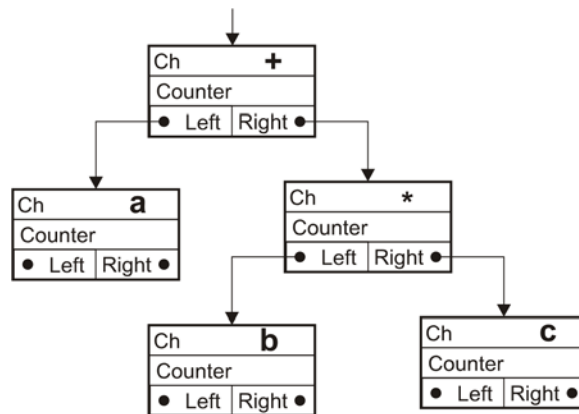 Ch +
Counter
Left Right
Ch a
Counter
Left Right
Ch *
Counter
Left Right
Ch b
Counter
Left Right
Ch c
Counter
Left Right